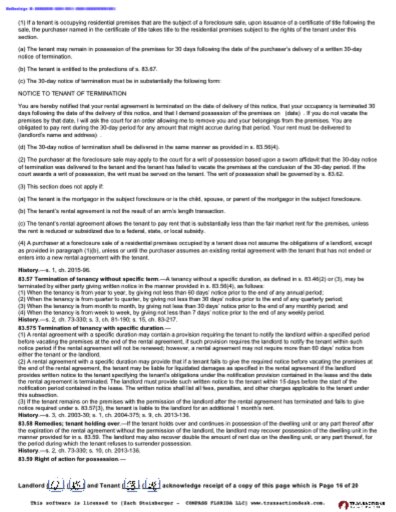 (1) If a tenant is occupying residential premises that are the subject of a foreclosure sale, upon issuance of a certificate of title following the
sale, the purchaser named in the certificate of title takes title to the residential premises subject to the rights of the tenant under this
section.
(a) The tenant may remain in possession of the premises for 30 days following the date of the purchaser's delivery of a written 30-day
notice of termination.
(b) The tenant is entitled to the protections of s. 83.67.
(c) The 30-day notice of termination must be in substantially the following form:
NOTICE TO TENANT OF TERMINATION
You are hereby notified that your rental agreement is terminated on the date of delivery of this notice, that your occupancy is terminated 30
days following the date of the delivery of this notice, and that I demand possession of the premises on (date) . If you do not vacate the
premises by that date, I will ask the court for an order allowing me to remove you and your belongings from the premises. You are
obligated to pay rent during the 30-day period for any amount that might accrue during that period. Your rent must be delivered to
(landlord's name and address) .
(d) The 30-day notice of termination shall be delivered in the same manner as provided in s. 83.56(4).
(2) The purchaser at the foreclosure sale may apply to the court for a writ of possession based upon a sworn affidavit that the 30-day notice
of termination was delivered to the tenant and the tenant has failed to vacate the premises at the conclusion of the 30-day period. If the
court awards a writ of possession, the writ must be served on the tenant. The writ of possession shall be governed by s. 83.62.
(3) This section does not apply if:
(a) The tenant is the mortgagor in the subject foreclosure or is the child, spouse, or parent of the mortgagor in the subject foreclosure.
(b) The tenant's rental agreement is not the result of an arm's length transaction.
(c) The tenant's rental agreement allows the tenant to pay rent that is substantially less than the fair market rent for the premises, unless
the rent is reduced or subsidized due to a federal, state, or local subsidy.
(4) A purchaser at a foreclosure sale of a residential premises occupied by a tenant does not assume the obligations of a landlord, except
as provided in paragraph (1)(b), unless or until the purchaser assumes an existing rental agreement with the tenant that has not ended or
enters into a new rental agreement with the tenant.
History.—s. 1, ch. 2015-96.
83.57 Termination of tenancy without specific term.—A tenancy without a specific duration, as defined in s. 83.46(2) or (3), may be
terminated by either party giving written notice in the manner provided in s. 83.56(4), as follows:
(1) When the tenancy is from year to year, by giving not less than 60 days' notice prior to the end of any annual period;
(2) When the tenancy is from quarter to quarter, by giving not less than 30 days' notice prior to the end of any quarterly period;
(3) When the tenancy is from month to month, by giving not less than 30 days' notice prior to the end of any monthly period; and
(4) When the tenancy is from week to week, by giving not less than 7 days' notice prior to the end of any weekly period.
History.—s. 2, ch. 73-330; s. 3, ch. 81-190; s. 15, ch. 83-217.
83.575 Termination of tenancy with specific duration.—
(1) A rental agreement with a specific duration may contain a provision requiring the tenant to notify the landlord within a specified period
before vacating the premises at the end of the rental agreement, if such provision requires the landlord to notify the tenant within such
notice period if the rental agreement will not be renewed; however, a rental agreement may not require more than 60 days' notice from
either the tenant or the landlord.
(2) A rental agreement with a specific duration may provide that if a tenant fails to give the required notice before vacating the premises at
the end of the rental agreement, the tenant may be liable for liquidated damages as specified in the rental agreement if the landlord
provides written notice to the tenant specifying the tenant's obligations under the notification provision contained in the lease and the date
the rental agreement is terminated. The landlord must provide such written notice to the tenant within 15 days before the start of the
notification period contained in the lease. The written notice shall list all fees, penalties, and other charges applicable to the tenant under
this subsection.
(3) If the tenant remains on the premises with the permission of the landlord after the rental agreement has terminated and fails to give
notice required under s. 83.57(3), the tenant is liable to the landlord for an additional 1 month's rent.
History.—s. 3, ch. 2003-30; s. 1, ch. 2004-375; s. 9, ch. 2013-136.
83.58 Remedies; tenant holding over.—If the tenant holds over and continues in possession of the dwelling unit or any part thereof after
the expiration of the rental agreement without the permission of the landlord, the landlord may recover possession of the dwelling unit in the
manner provided for in s. 83.59. The landlord may also recover double the amount of rent due on the dwelling unit, or any part thereof, for
the period during which the tenant refuses to surrender possession.
History.—s. 2, ch. 73-330; s. 10, ch. 2013-136.
83.59 Right of action for possession.—
Landlord ( ) ( ) and Tenant ( ) ( ) acknowledge receipt of a copy of this page which is Page 16 of 20
This software is licensed to [Zach Steinberger - COMPASS FLORIDA LLC] www.transactiondesk.com.